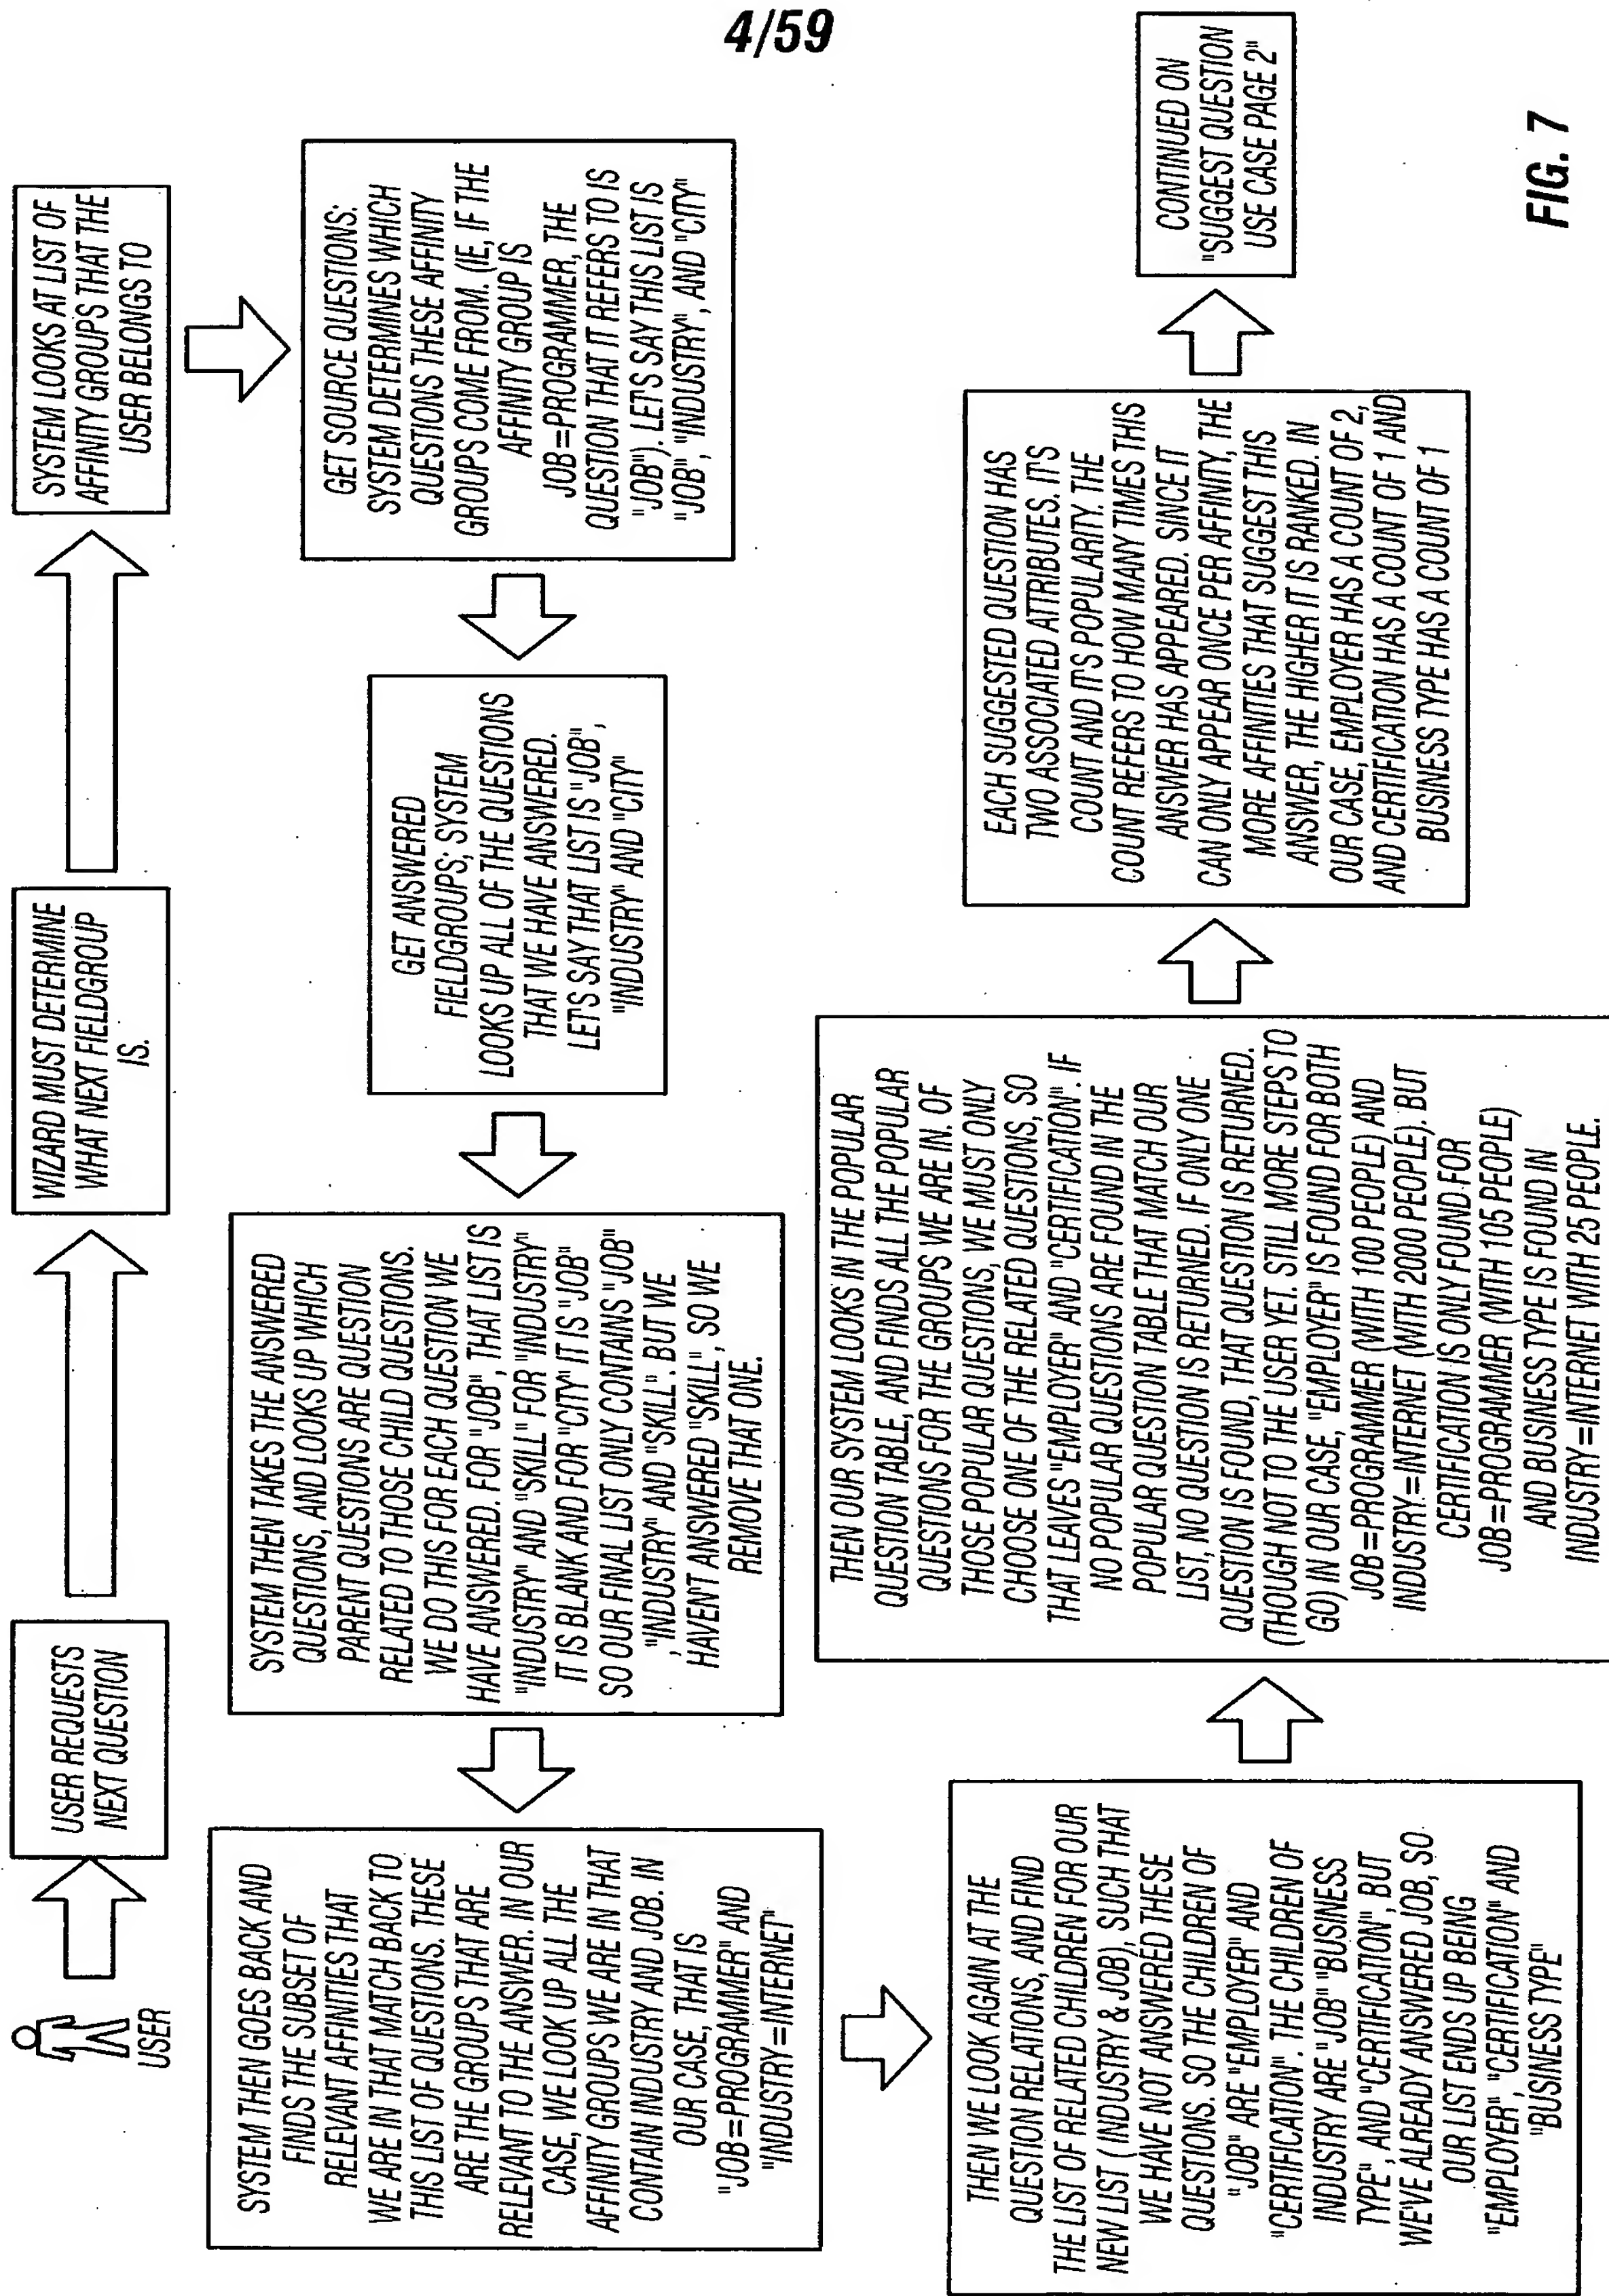 4/59
USER
USER REQUESTS
NEXT QUESTION
WIZARD MUST DETERMINE
WHAT NEXT FIELDGROUP
IS.
SYSTEM LOOKS AT LIST OF
AFFINITY GROUPS THAT THE
USER BELONGS TO
GET SOURCE QUESTIONS:
SYSTEM DETERMINES WHICH
QUESTIONS THESE AFFINITY
GROUPS COME FROM. (IE, IF THE
AFFINITY GROUP IS
JOB=PROGRAMMER, THE
QUESTION THAT IT REFERS TO IS
"JOB"). LET'S SAY THIS LIST IS
"JOB", "INDUSTRY", AND "CITY"
GET ANSWERED
FIELDGROUPS; SYSTEM
LOOKS UP ALL OF THE QUESTIONS
THAT WE HAVE ANSWERED.
LET'S SAY THAT LIST IS "JOB",
"INDUSTRY" AND "CITY"
SYSTEM THEN TAKES THE ANSWERED
QUESTIONS, AND LOOKS UP WHICH
PARENT QUESTIONS ARE QUESTION
RELATED TO THOSE CHILD QUESTIONS.
WE DO THIS FOR EACH QUESTION WE
HAVE ANSWERED. FOR "JOB", THAT LIST IS
"INDUSTRY" AND "SKILL" FOR "INDUSTRY"
IT IS BLANK AND FOR "CITY" IT IS "JOB"
SO OUR FINAL LIST ONLY CONTAINS "JOB"
, "INDUSTRY" AND "SKILL". BUT WE
HAVEN'T ANSWERED "SKILL", SO WE
REMOVE THAT ONE.
SYSTEM THEN GOES BACK AND
FINDS THE SUBSET OF
RELEVANT AFFINITIES THAT
WE ARE IN THAT MATCH BACK TO
THIS LIST OF QUESTIONS. THESE
ARE THE GROUPS THAT ARE
RELEVANT TO THE ANSWER. IN OUR
CASE, WE LOOK UP ALL THE
AFFINITY GROUPS WE ARE IN THAT
CONTAIN INDUSTRY AND JOB. IN
OUR CASE, THAT IS
"JOB=PROGRAMMER" AND
"INDUSTRY=INTERNET"
THEN WE LOOK AGAIN AT THE
QUESTION RELATIONS, AND FIND
THE LIST OF RELATED CHILDREN FOR OUR
NEW LIST ( INDUSTRY & JOB), SUCH THAT
WE HAVE NOT ANSWERED THESE
QUESTIONS. SO THE CHILDREN OF
"JOB" ARE "EMPLOYER" AND
"CERTIFICATION". THE CHILDREN OF
INDUSTRY ARE "JOB" "BUSINESS
TYPE", AND "CERTIFICATION", BUT
WE'VE ALREADY ANSWERED JOB, SO
OUR LIST ENDS UP BEING
"EMPLOYER", "CERTIFICATION" AND
"BUSINESS TYPE"
THEN OUR SYSTEM LOOKS IN THE POPULAR
QUESTION TABLE, AND FINDS ALL THE POPULAR
QUESTIONS FOR THE GROUPS WE ARE IN. OF
THOSE POPULAR QUESTIONS, WE MUST ONLY
CHOOSE ONE OF THE RELATED QUESTIONS, SO
THAT LEAVES "EMPLOYER" AND "CERTIFICATION". IF
NO POPULAR QUESTIONS ARE FOUND IN THE
POPULAR QUESTION TABLE THAT MATCH OUR
LIST, NO QUESTION IS RETURNED. IF ONLY ONE
QUESTION IS FOUND, THAT QUESTION IS RETURNED.
(THOUGH NOT TO THE USER YET. STILL MORE STEPS TO
GO) IN OUR CASE, "EMPLOYER" IS FOUND FOR BOTH
JOB=PROGRAMMER (WITH 100 PEOPLE) AND
INDUSTRY.=INTERNET (WITH 2000 PEOPLE). BUT
CERTIFICATION IS ONLY FOUND FOR
JOB=PROGRAMMER (WITH 105 PEOPLE)
AND BUSINESS TYPE IS FOUND IN
INDUSTRY=INTERNET WITH 25 PEOPLE.
EACH SUGGESTED QUESTION HAS
TWO ASSOCIATED ATTRIBUTES. IT'S
COUNT AND IT'S POPULARITY. THE
COUNT REFERS TO HOW MANY TIMES THIS
ANSWER HAS APPEARED. SINCE IT
CAN ONLY APPEAR ONCE PER AFFINITY, THE
MORE AFFINITIES THAT SUGGEST THIS
ANSWER, THE HIGHER IT IS RANKED. IN
OUR CASE, EMPLOYER HAS A COUNT OF 2,
AND CERTIFICATION HAS A COUNT OF 1 AND
BUSINESS TYPE HAS A COUNT OF 1
CONTINUED ON
"SUGGEST QUESTION
USE CASE PAGE 2"
FIG. 7